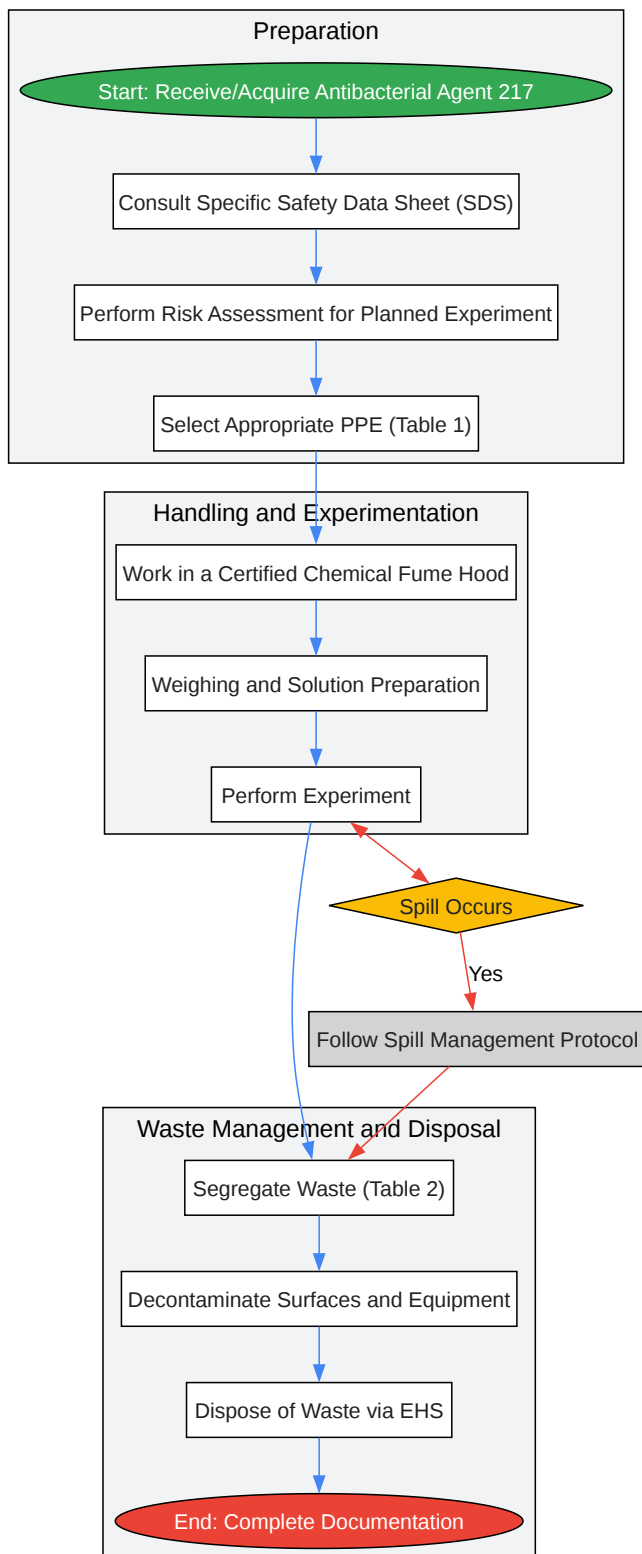 Preparation
Start: Receive/Acquire Antibacterial Agent 217
Consult Specific Safety Data Sheet (SDS)
Perform Risk Assessment for Planned Experiment
Select Appropriate PPE (Table 1)
Handling and Experimentation
Work in a Certified Chemical Fume Hood
Weighing and Solution Preparation
Perform Experiment
Spill Occurs
Yes
Follow Spill Management Protocol
Waste Management and Disposal
Segregate Waste (Table 2)
Decontaminate Surfaces and Equipment
Dispose of Waste via EHS
End: Complete Documentation